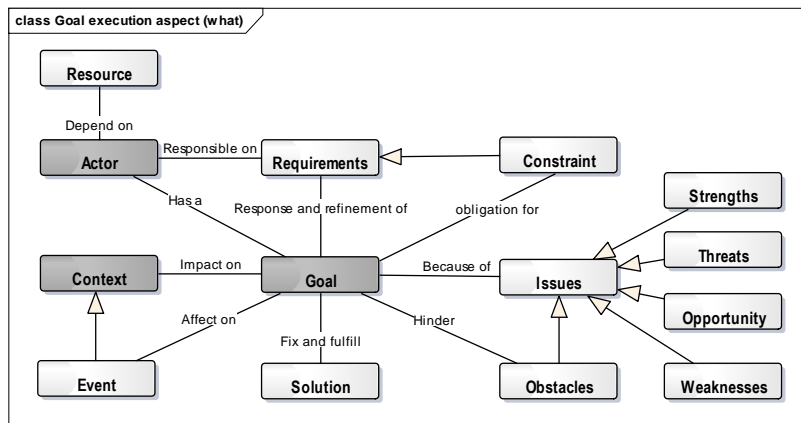 class Goal execution aspect (what)
Resource
Depend on
Actor
Responsible on
Requirements
Constraint
Strengths
Has a
Response and refinement of
obligation for
Threats
Context
Impact on
Goal
Because of
Issues
Opportunity
Affect on
Hinder
Fix and fulfill
Event
Solution
Obstacles
Weaknesses